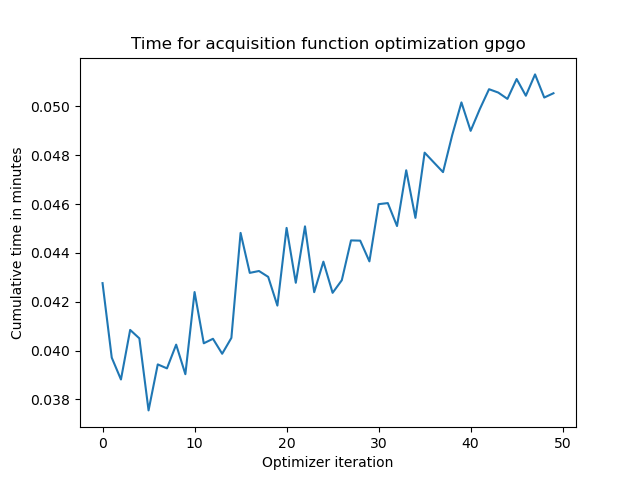 Time for acquisition function optimization gpgo
Cumulative time in minutes
0.050
0.048
0.046
0.044
0.042
0.040
0.038
0 10 20 30 40 50
Optimizer iteration